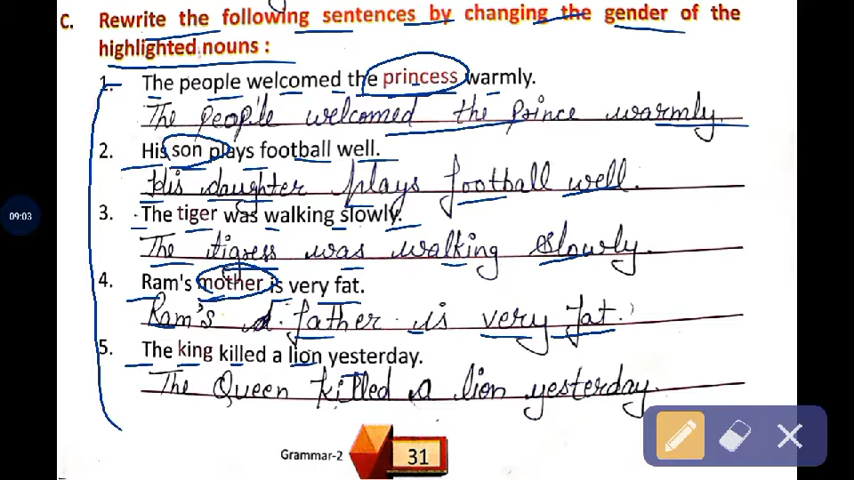 C. Rewrite the following sentences by changing the gender of the
highlighted nouns :
1. The people welcomed the princess warmly.
The people welcomed the prince warmly.
2. His son plays football well.
His daughter plays football well.
3. The tiger was walking slowly.
The tigress was walking slowly.
4. Ram's mother is very fat.
Ram's father is very fat.
5. The king killed a lion yesterday.
The Queen killed a lion yesterday.
Grammar-2 31
09:03